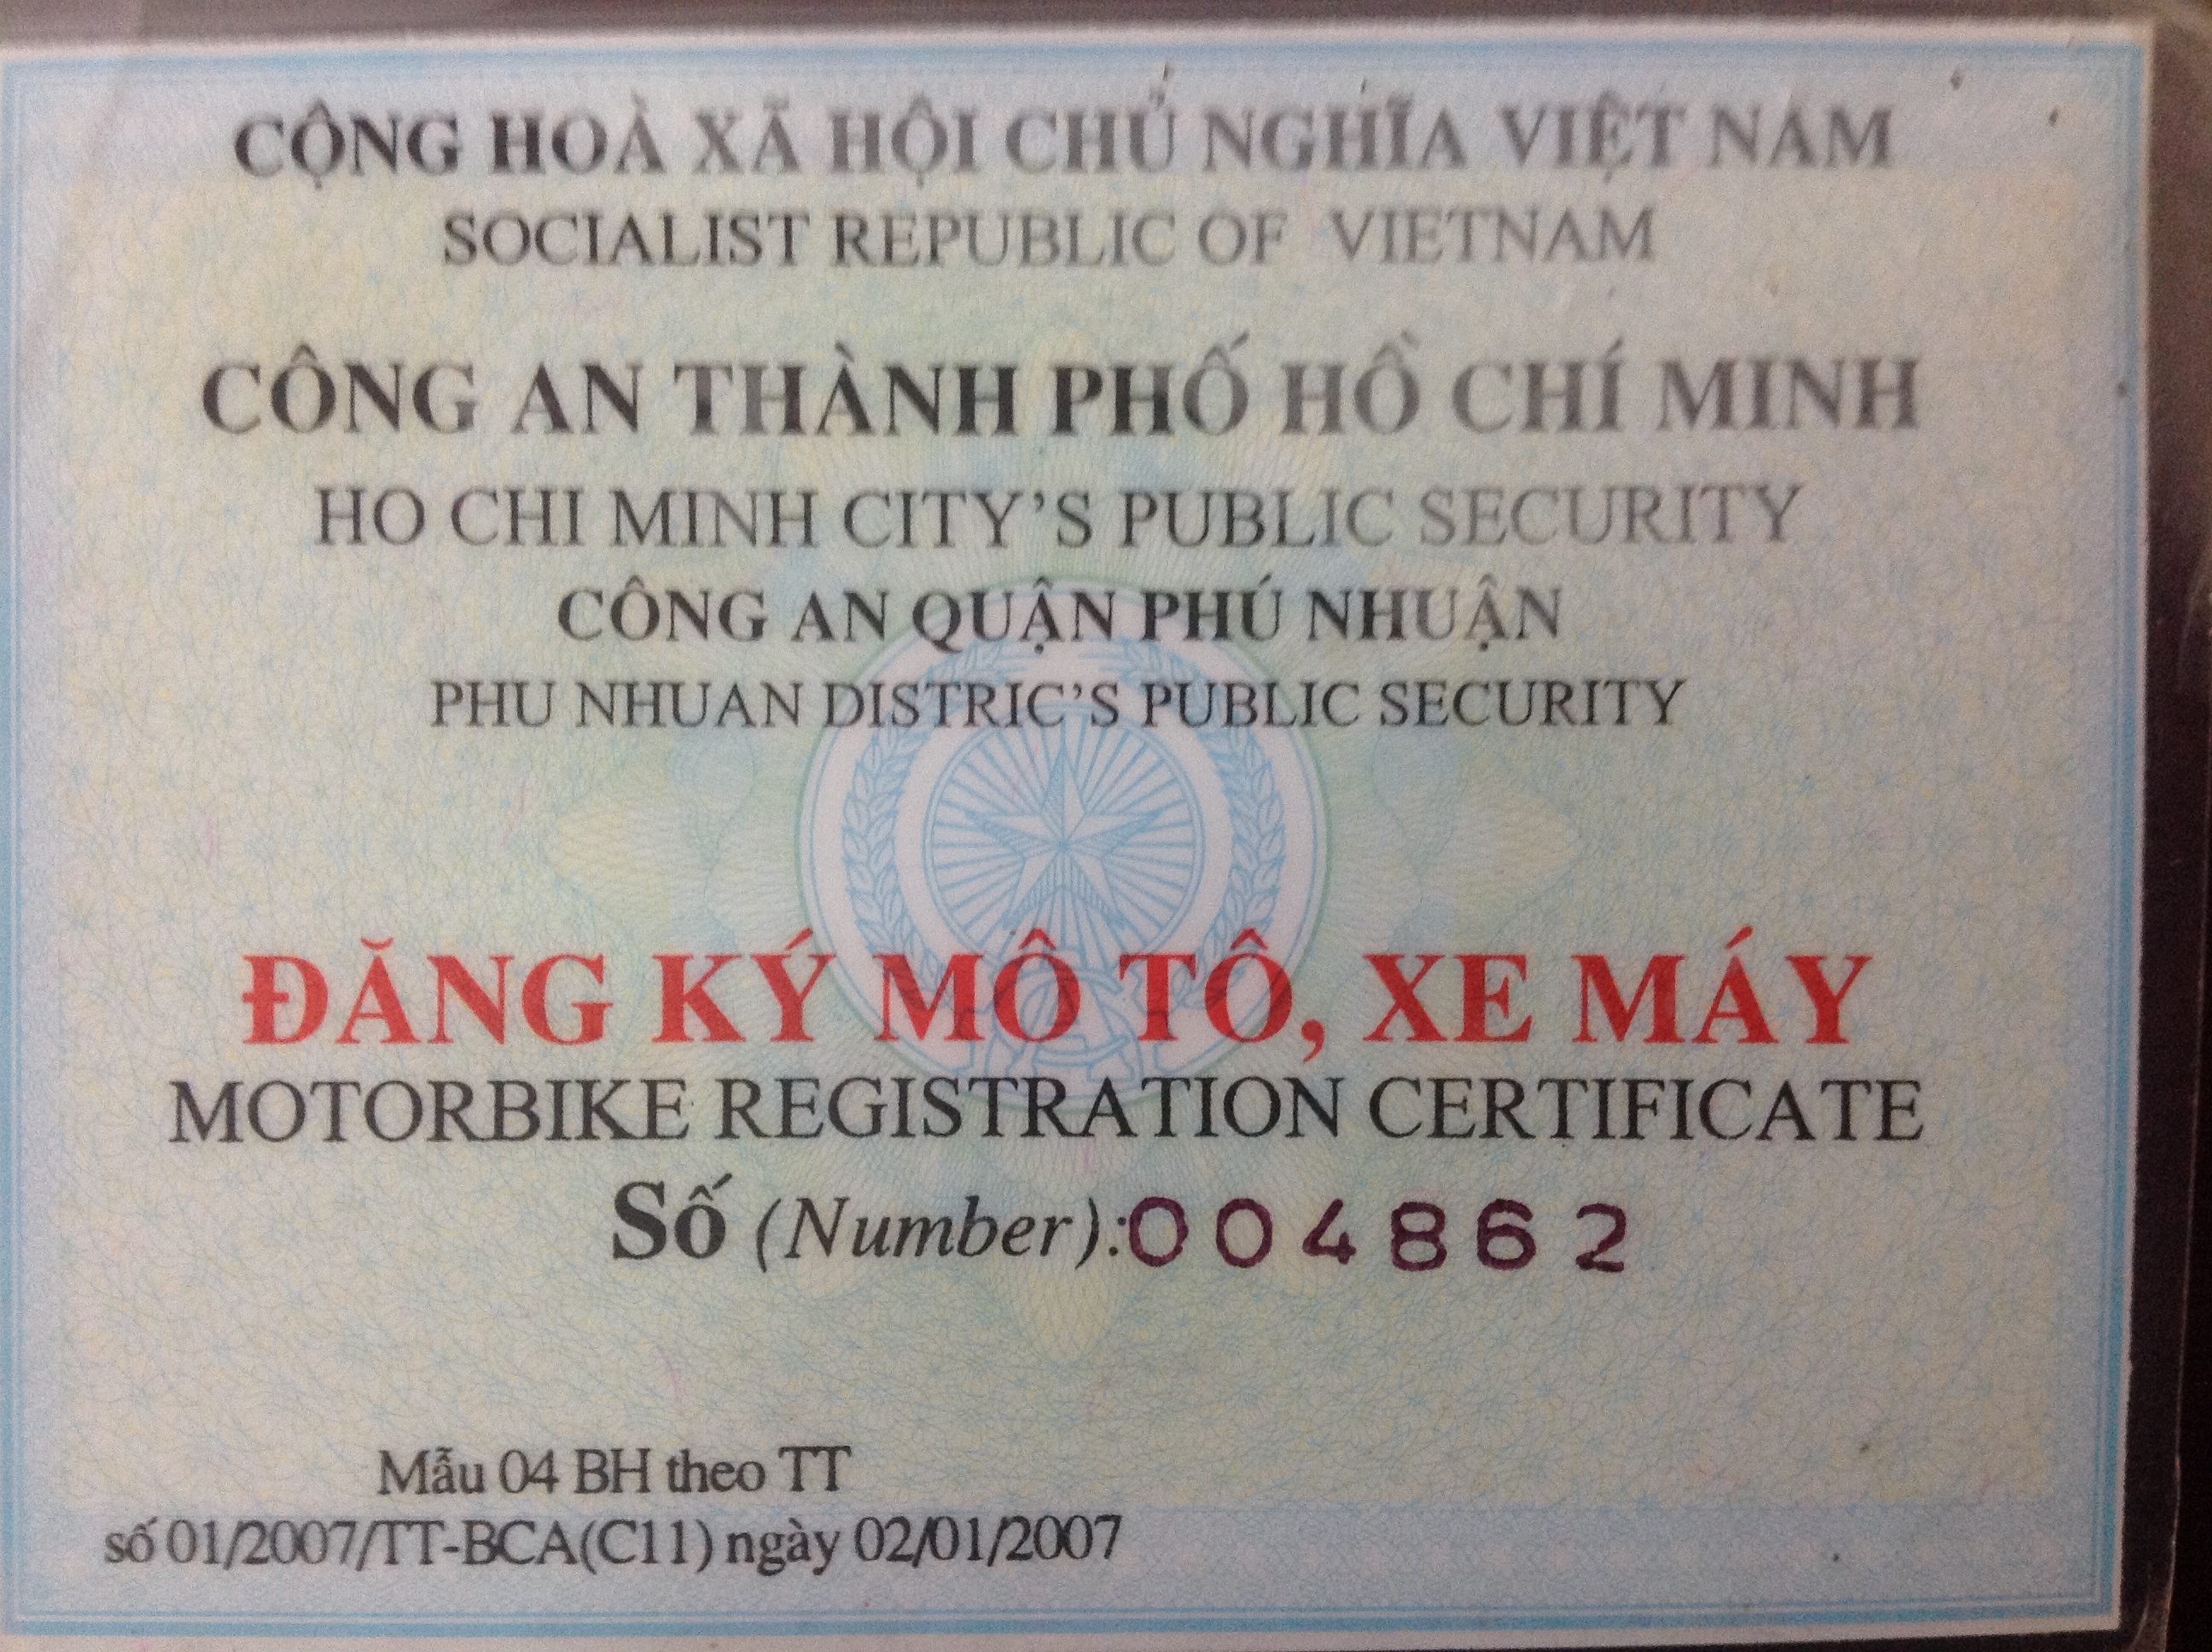 CỘNG HOÀ XÃ HỘI CHỦ NGHĨA VIỆT NAM
SOCIALIST REPUBLIC OF VIETNAM
CÔNG AN THÀNH PHỐ HỒ CHÍ MINH
HO CHI MINH CITY’S PUBLIC SECURITY
CÔNG AN QUẬN PHÚ NHUẬN
PHU NHUAN DISTRIC’S PUBLIC SECURITY
ĐĂNG KÝ MÔ TÔ, XE MÁY
MOTORBIKE REGISTRATION CERTIFICATE
Số (Number):004862
Mẫu 04 BH theo TT
số 01/2007/TT-BCA(C11) ngày 02/01/2007